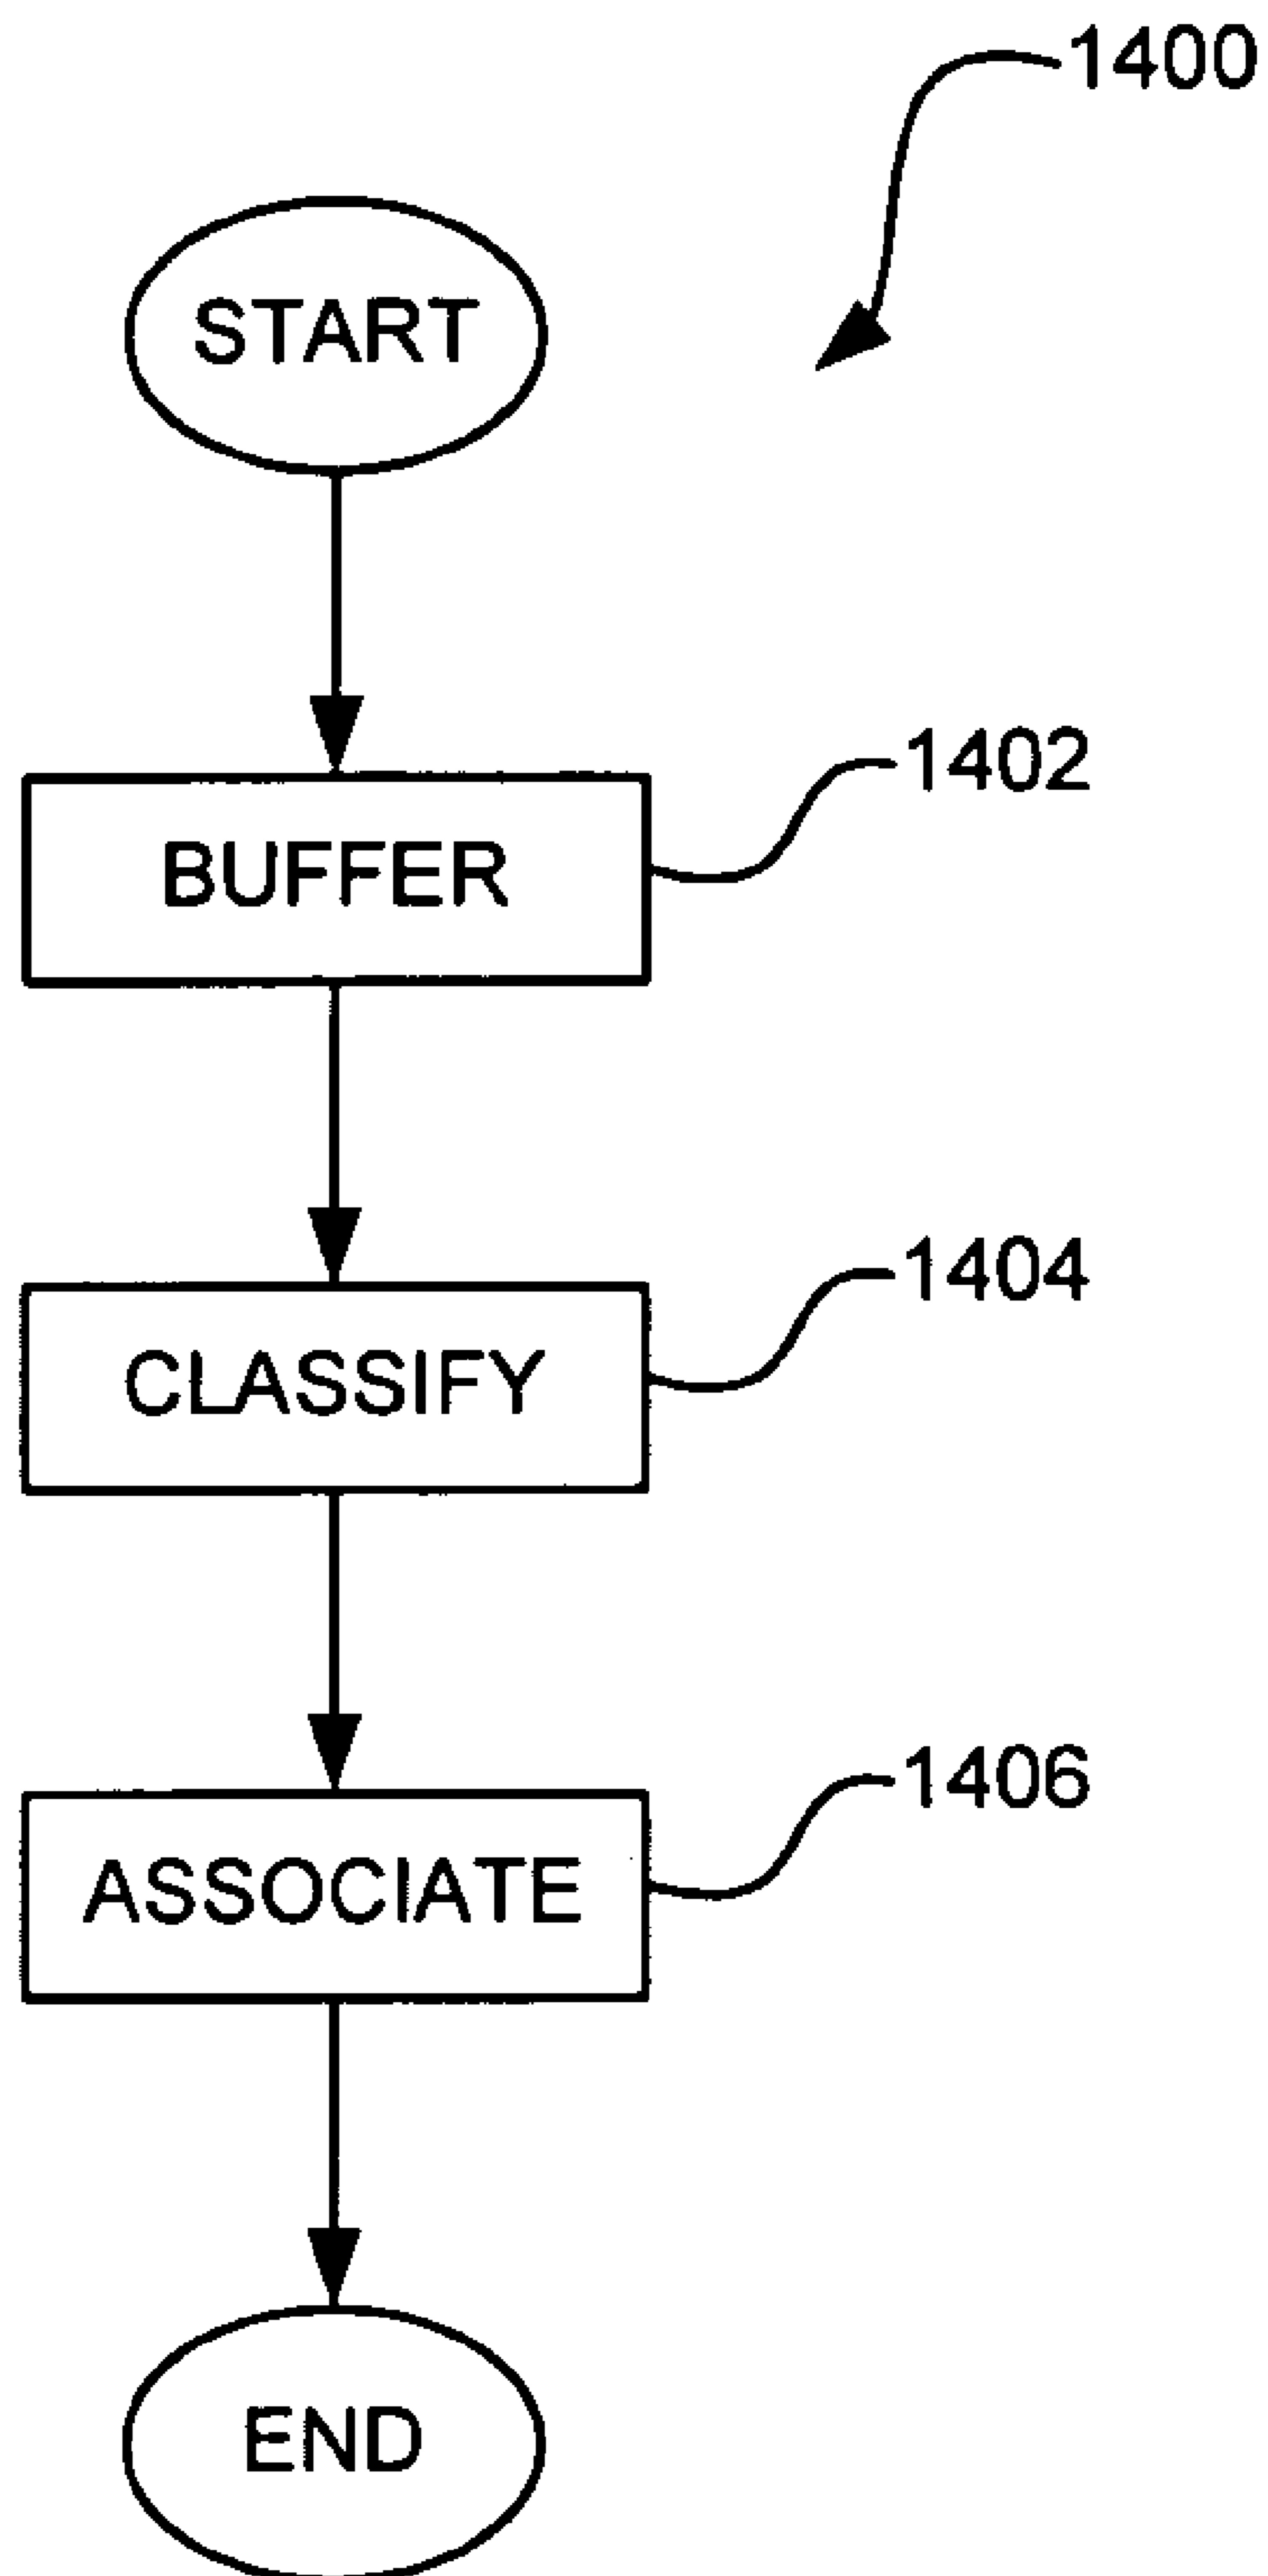 1400
START
BUFFER
1402
CLASSIFY
1404
ASSOCIATE
1406
END